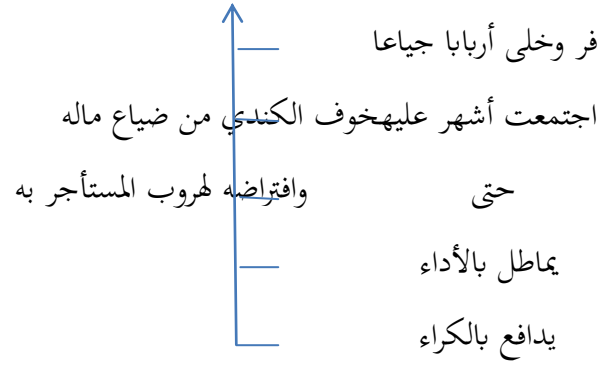 فر وخلى أربابا جياعا
اجتمعت أشهر عليهخوف الكندي من ضياع ماله
حتى وافتراضه لهروب المستأجر به
يماطل بالأداء
يدافع بالكراء